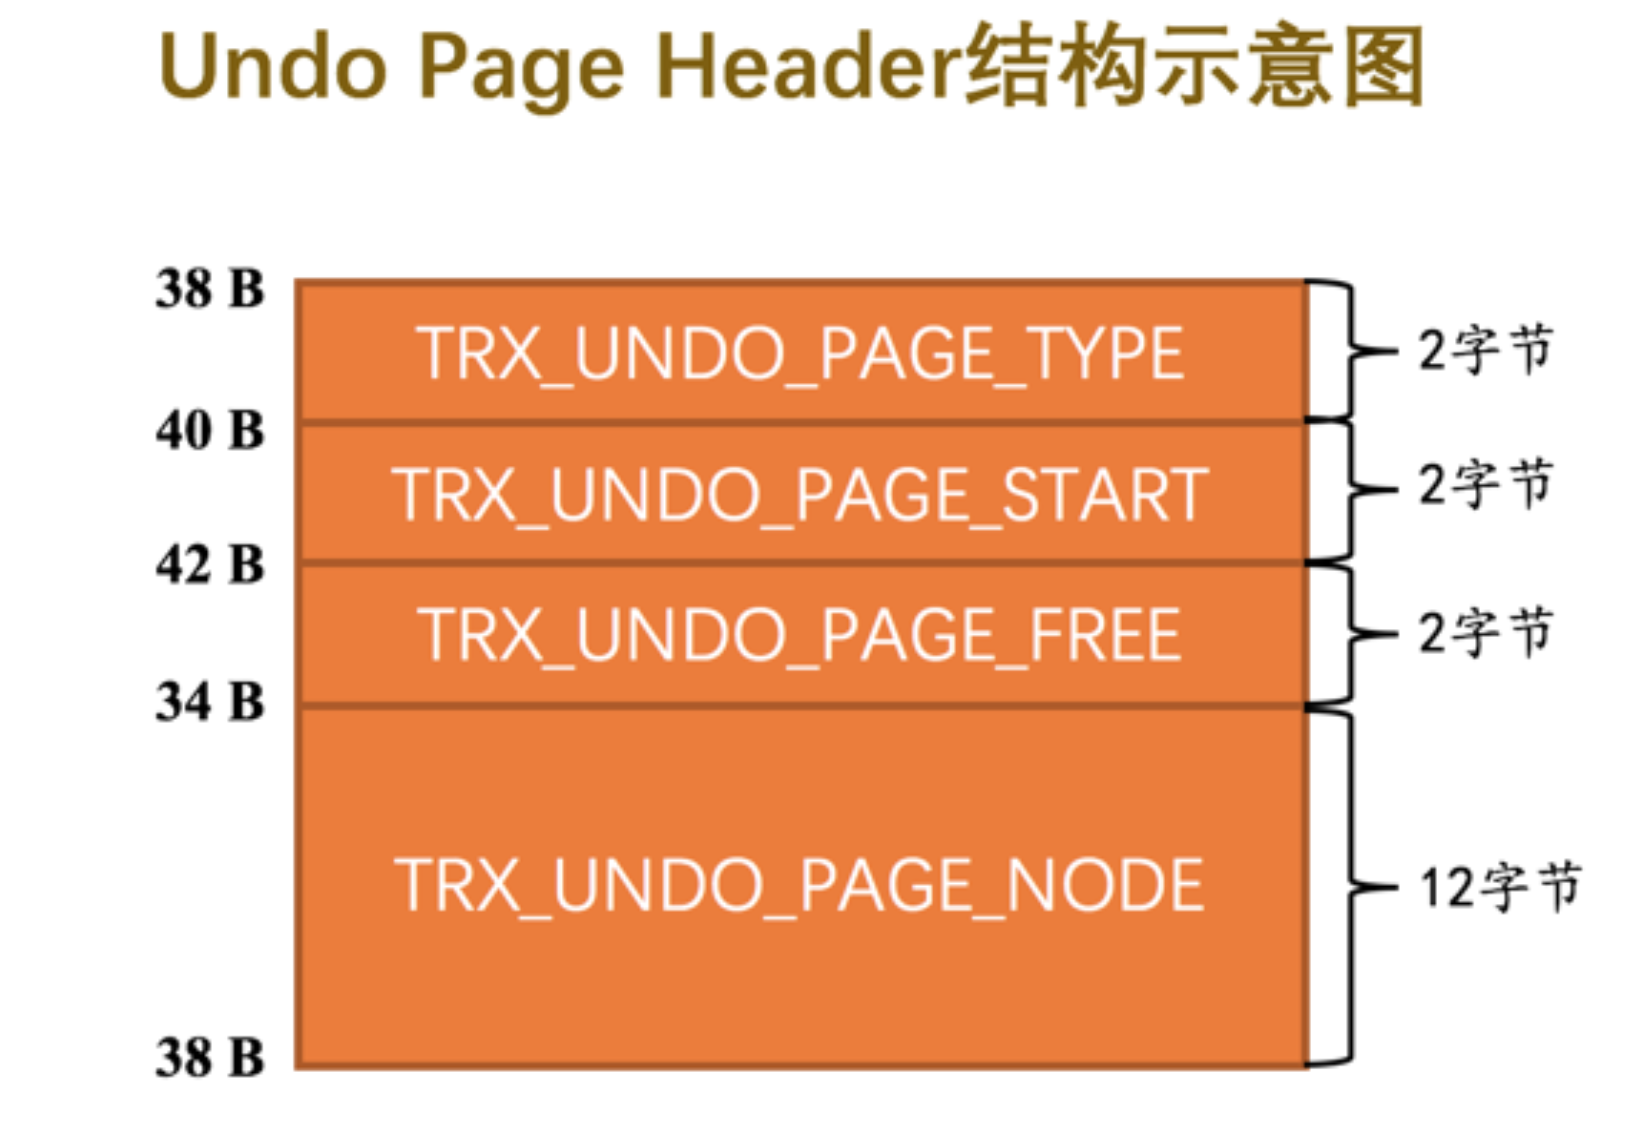 Undo Page Header结构示意图
38 B
TRX_UNDO_PAGE_TYPE
2字节
40 B
TRX_UNDO_PAGE_START
2字节
42 B
TRX_UNDO_PAGE_FREE
2字节
34 B
TRX_UNDO_PAGE_NODE
12字节
38 B